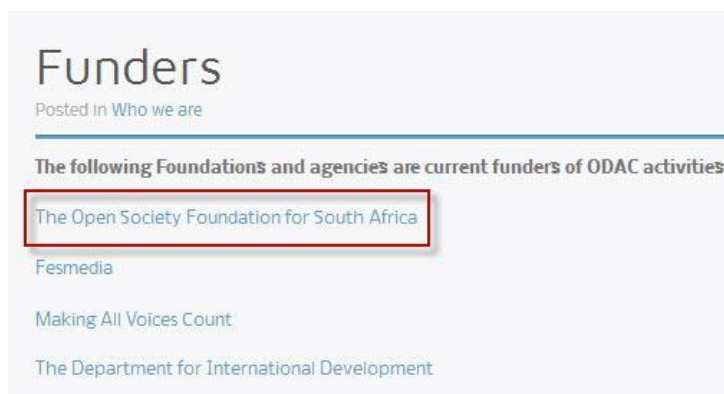 Funders
Posted in Who we are
The following Foundations and agencies are current funders of ODAC activities
The Open Society Foundation for South Africa
Fesmedia
Making All Voices Count
The Department for International Development